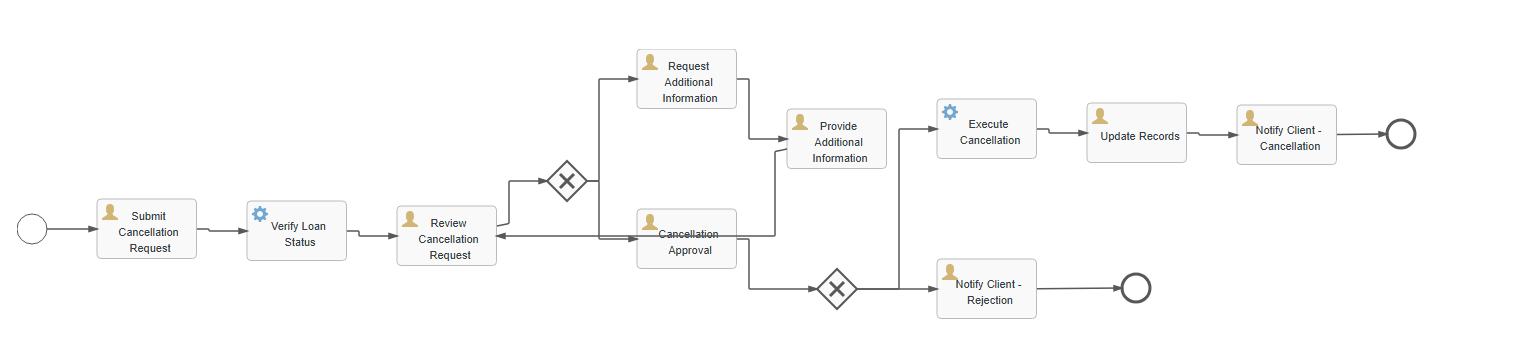 Submit
Cancellation
Request
Verify Loan
Status
Review
Cancellation
Request
Request
Additional
Information
Cancellation
Approval
Provide
Additional
Information
Execute
Cancellation
Notify Client -
Rejection
Update Records
Notify Client -
Cancellation